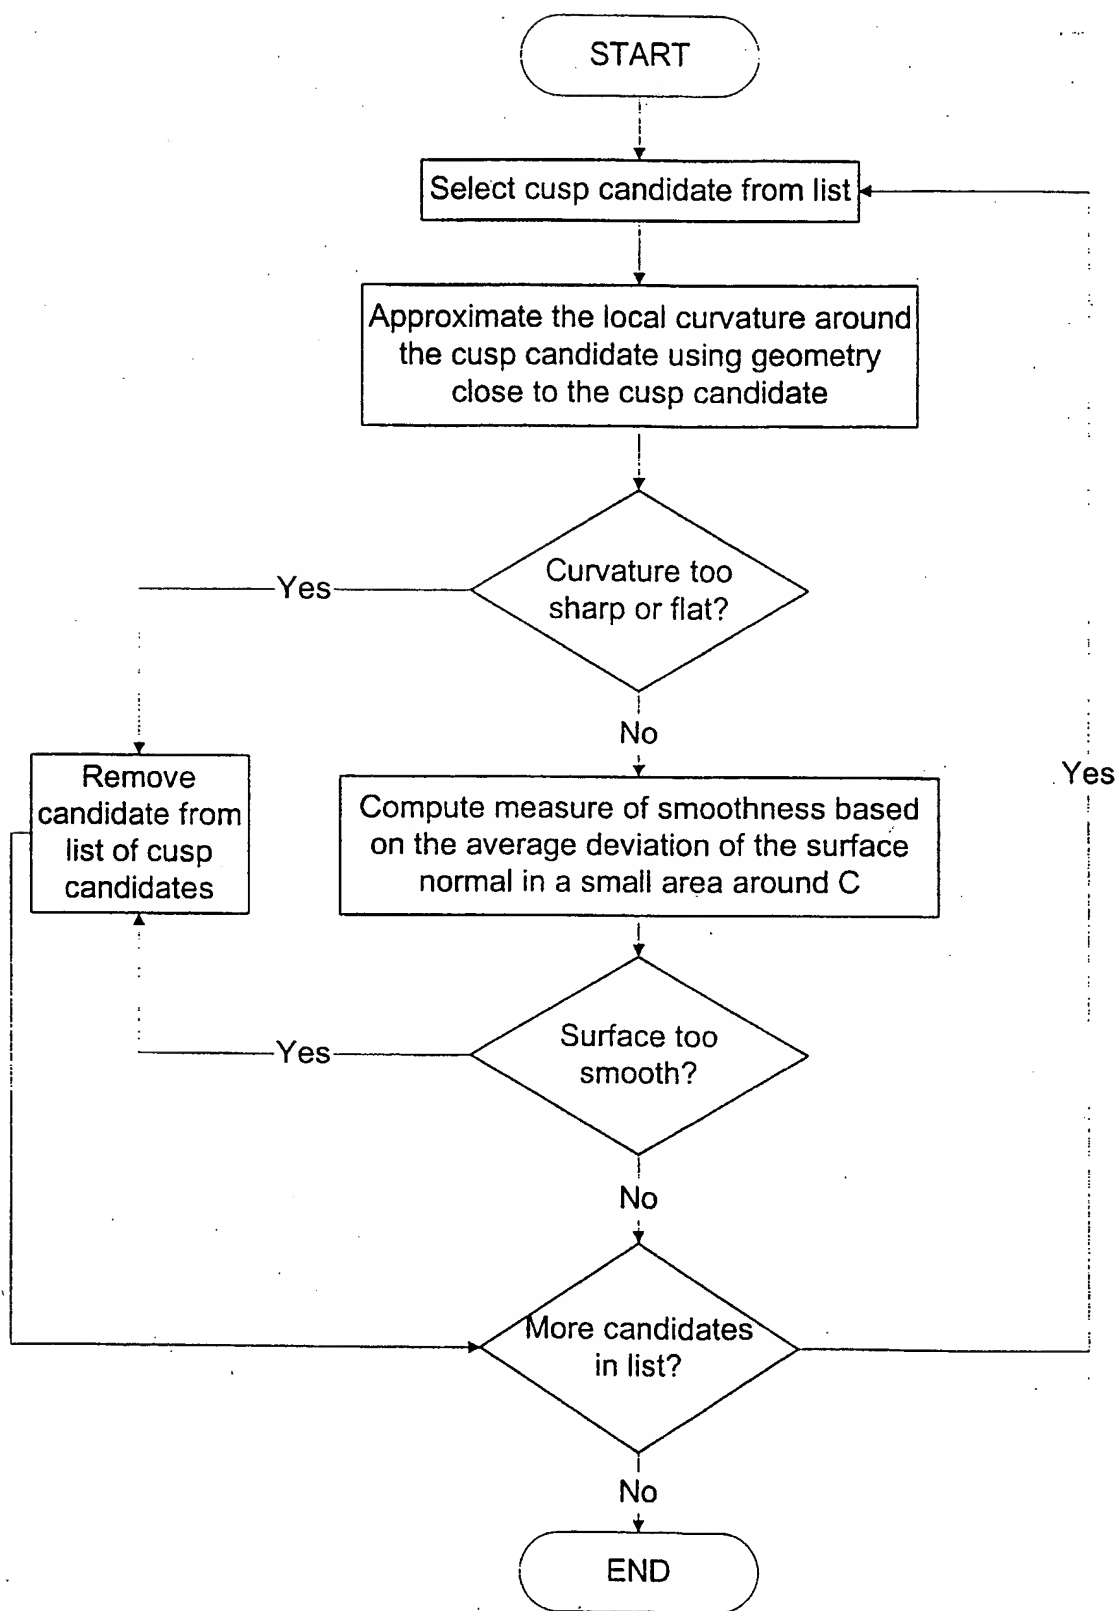 START
Select cusp candidate from list
Approximate the local curvature around
the cusp candidate using geometry
close to the cusp candidate
Curvature too
sharp or flat?
Yes
No
Remove
candidate from
list of cusp
candidates
Compute measure of smoothness based
on the average deviation of the surface
normal in a small area around C
Yes
Surface too
smooth?
Yes
No
More candidates
in list?
No
END